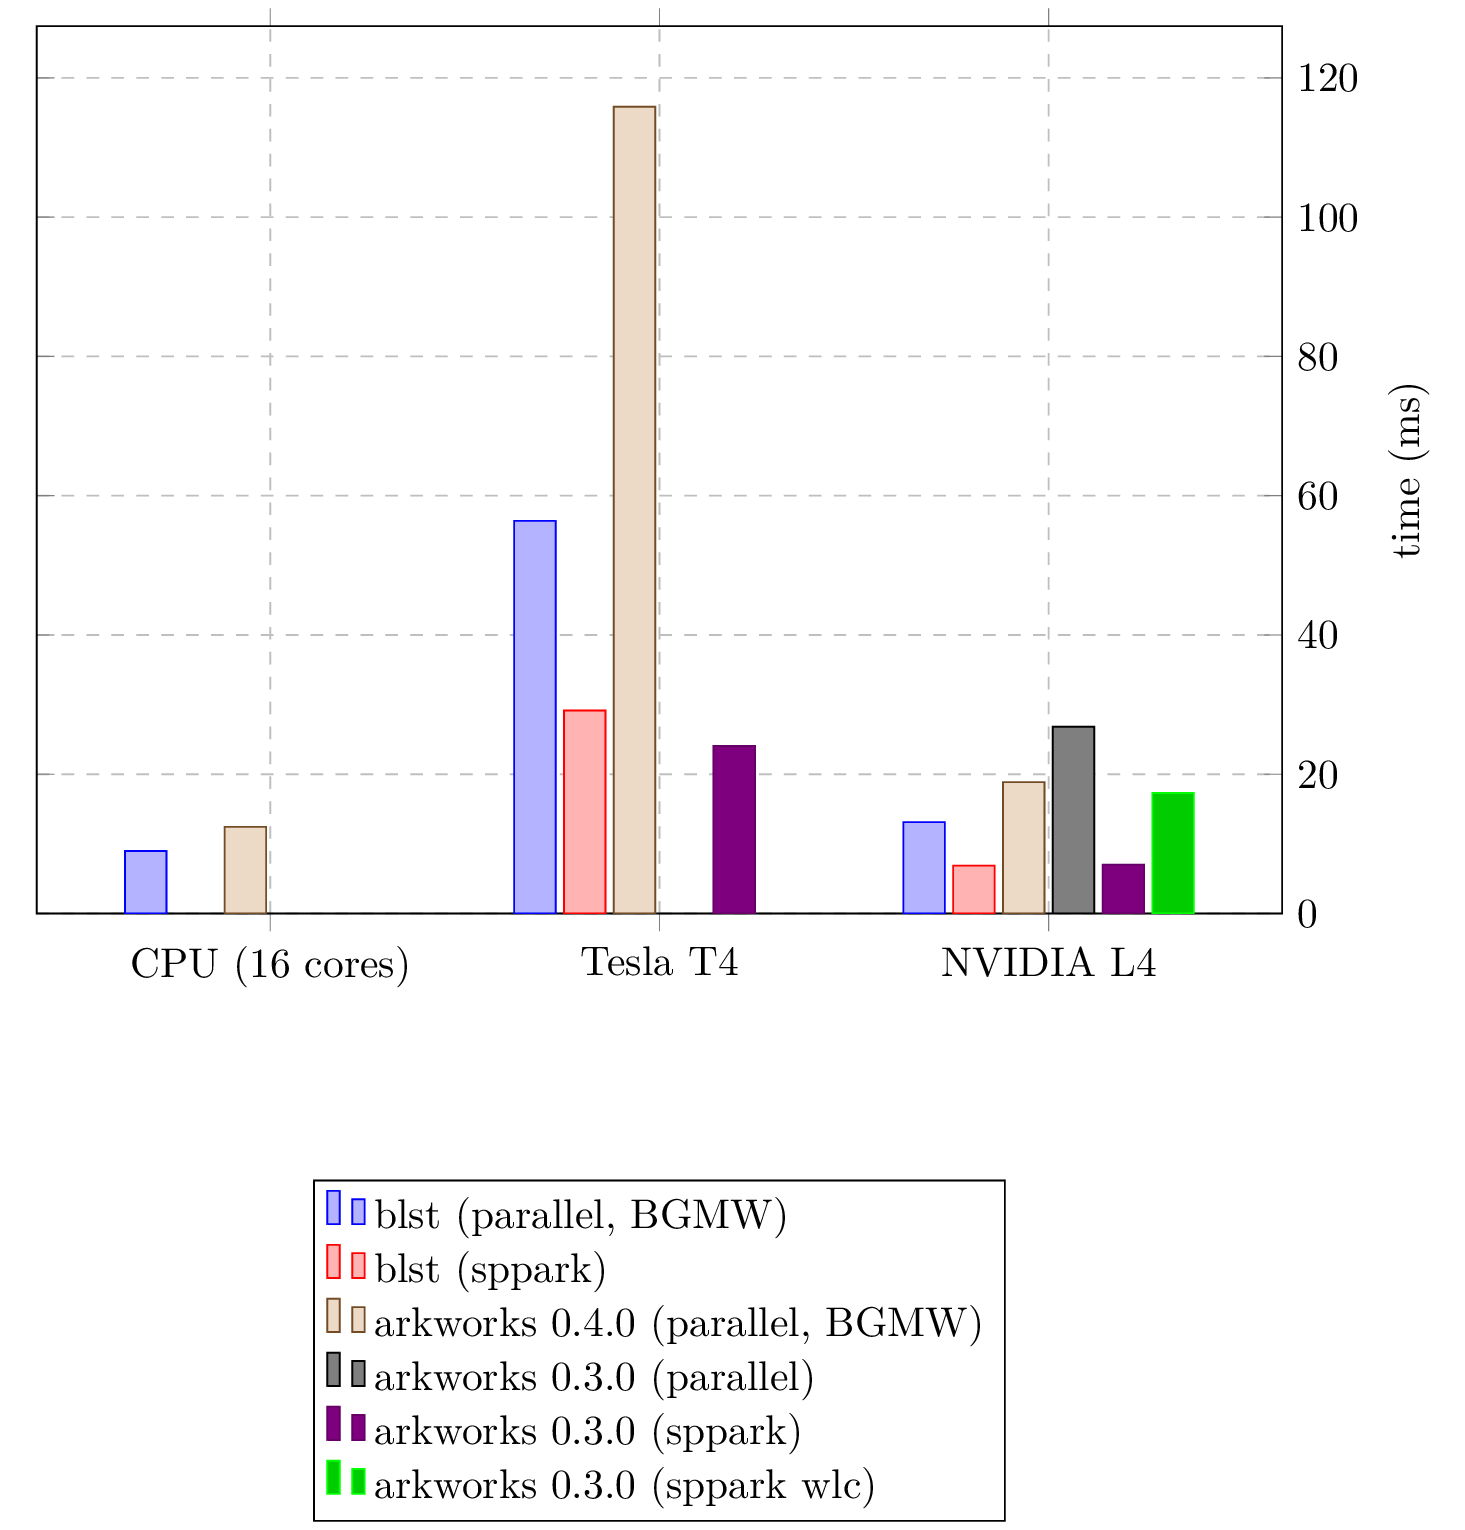 120
100
80
60
40
20
0
time (ms)
CPU (16 cores)
Tesla T4
NVIDIA L4
blst (parallel, BGMW)
blst (sppark)
arkworks 0.4.0 (parallel, BGMW)
arkworks 0.3.0 (parallel)
arkworks 0.3.0 (sppark)
arkworks 0.3.0 (sppark wlc)